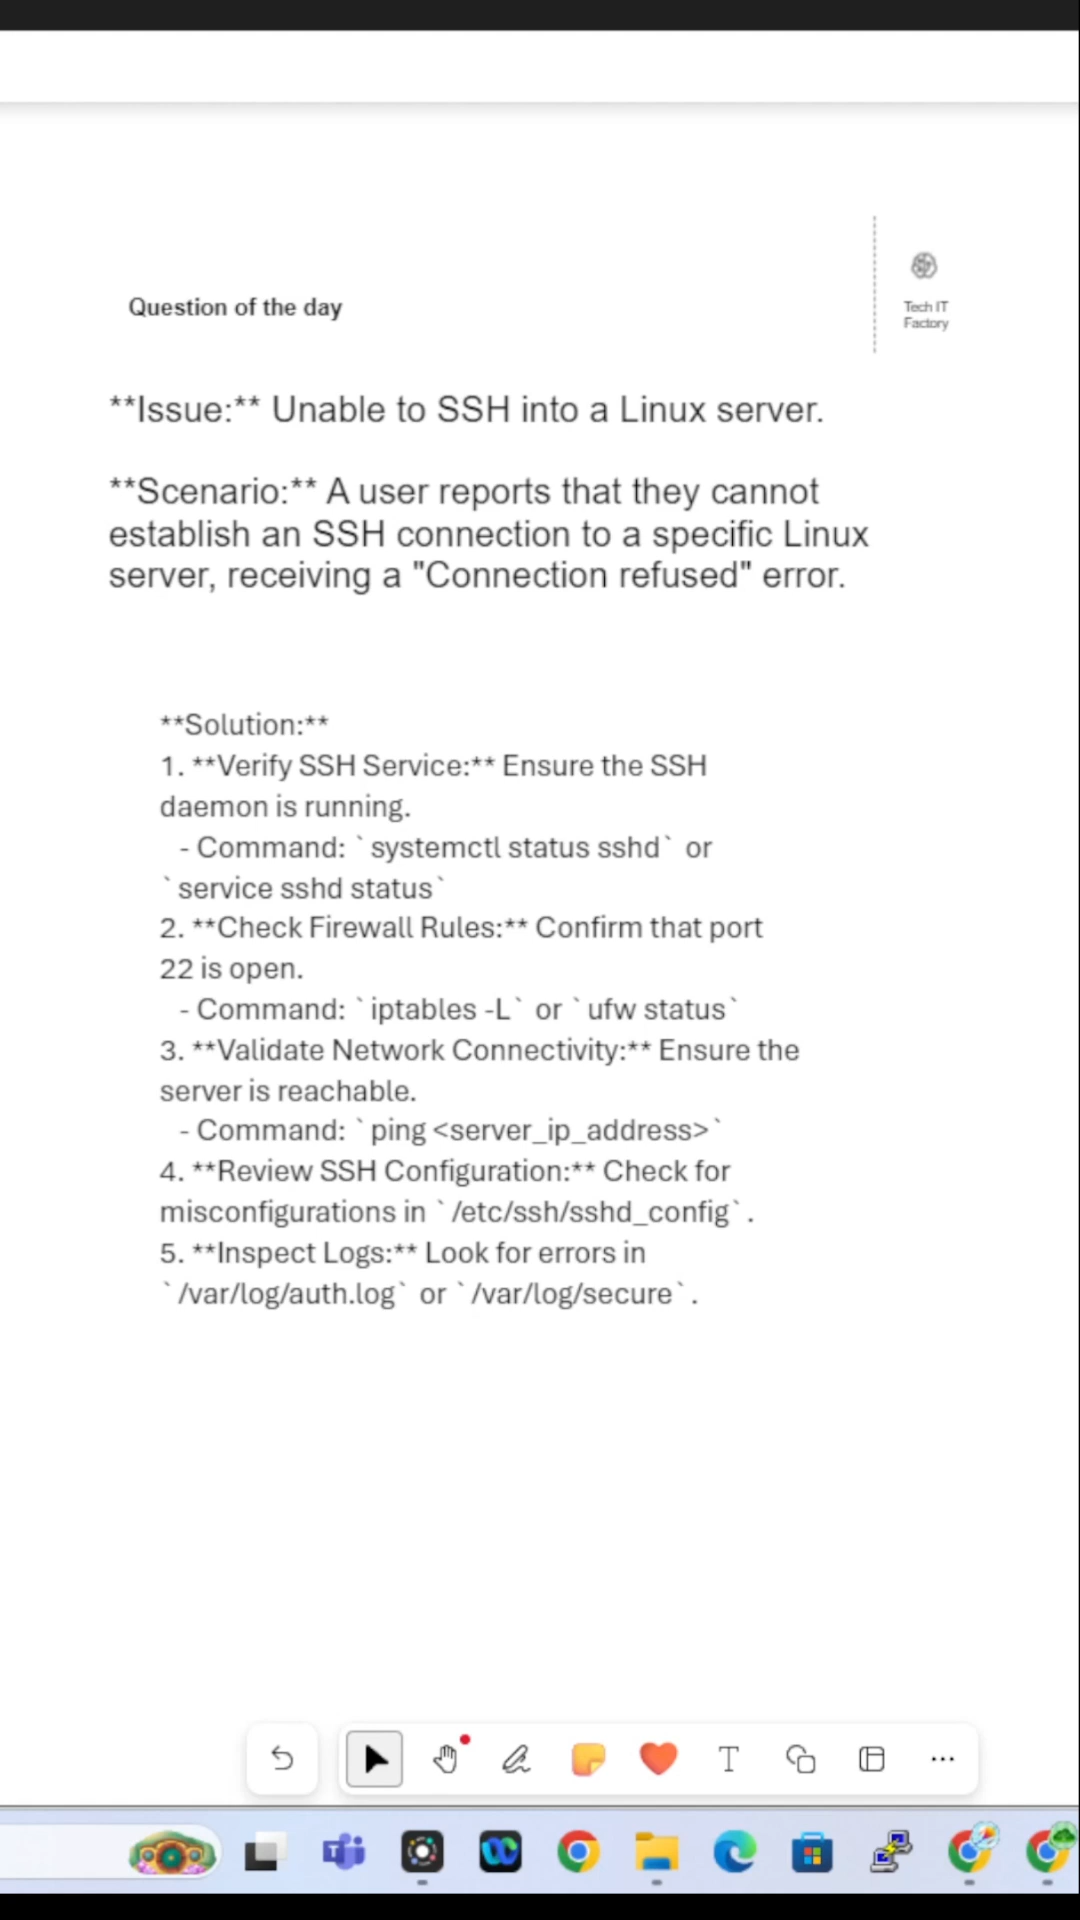 Question of the day
Tech IT
Factory
**Issue:** Unable to SSH into a Linux server.
**Scenario:** A user reports that they cannot
establish an SSH connection to a specific Linux
server, receiving a "Connection refused" error.
**Solution:**
1. **Verify SSH Service:** Ensure the SSH
daemon is running.
- Command: `systemctl status sshd` or
`service sshd status`
2. **Check Firewall Rules:** Confirm that port
22 is open.
- Command: `iptables -L` or `ufw status`
3. **Validate Network Connectivity:** Ensure the
server is reachable.
- Command: `ping <server_ip_address>`
4. **Review SSH Configuration:** Check for
misconfigurations in `/etc/ssh/sshd_config`.
5. **Inspect Logs:** Look for errors in
`/var/log/auth.log` or `/var/log/secure`.